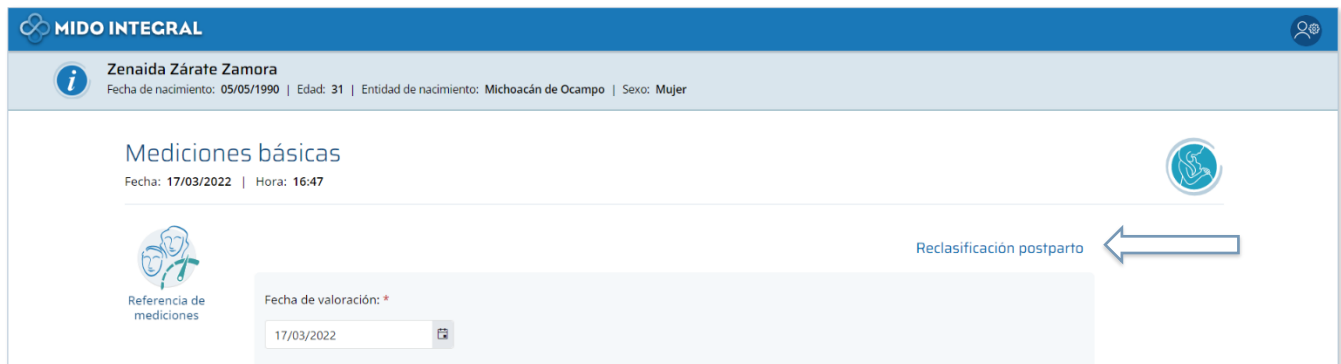 MIDO INTEGRAL
Zenaida Zárate Zamora
Fecha de nacimiento: 05/05/1990 | Edad: 31 | Entidad de nacimiento: Michoacán de Ocampo | Sexo: Mujer
Mediciones básicas
Fecha: 17/03/2022 | Hora: 16:47
Reclasificación postparto
Referencia de
mediciones
Fecha de valoración: *
17/03/2022